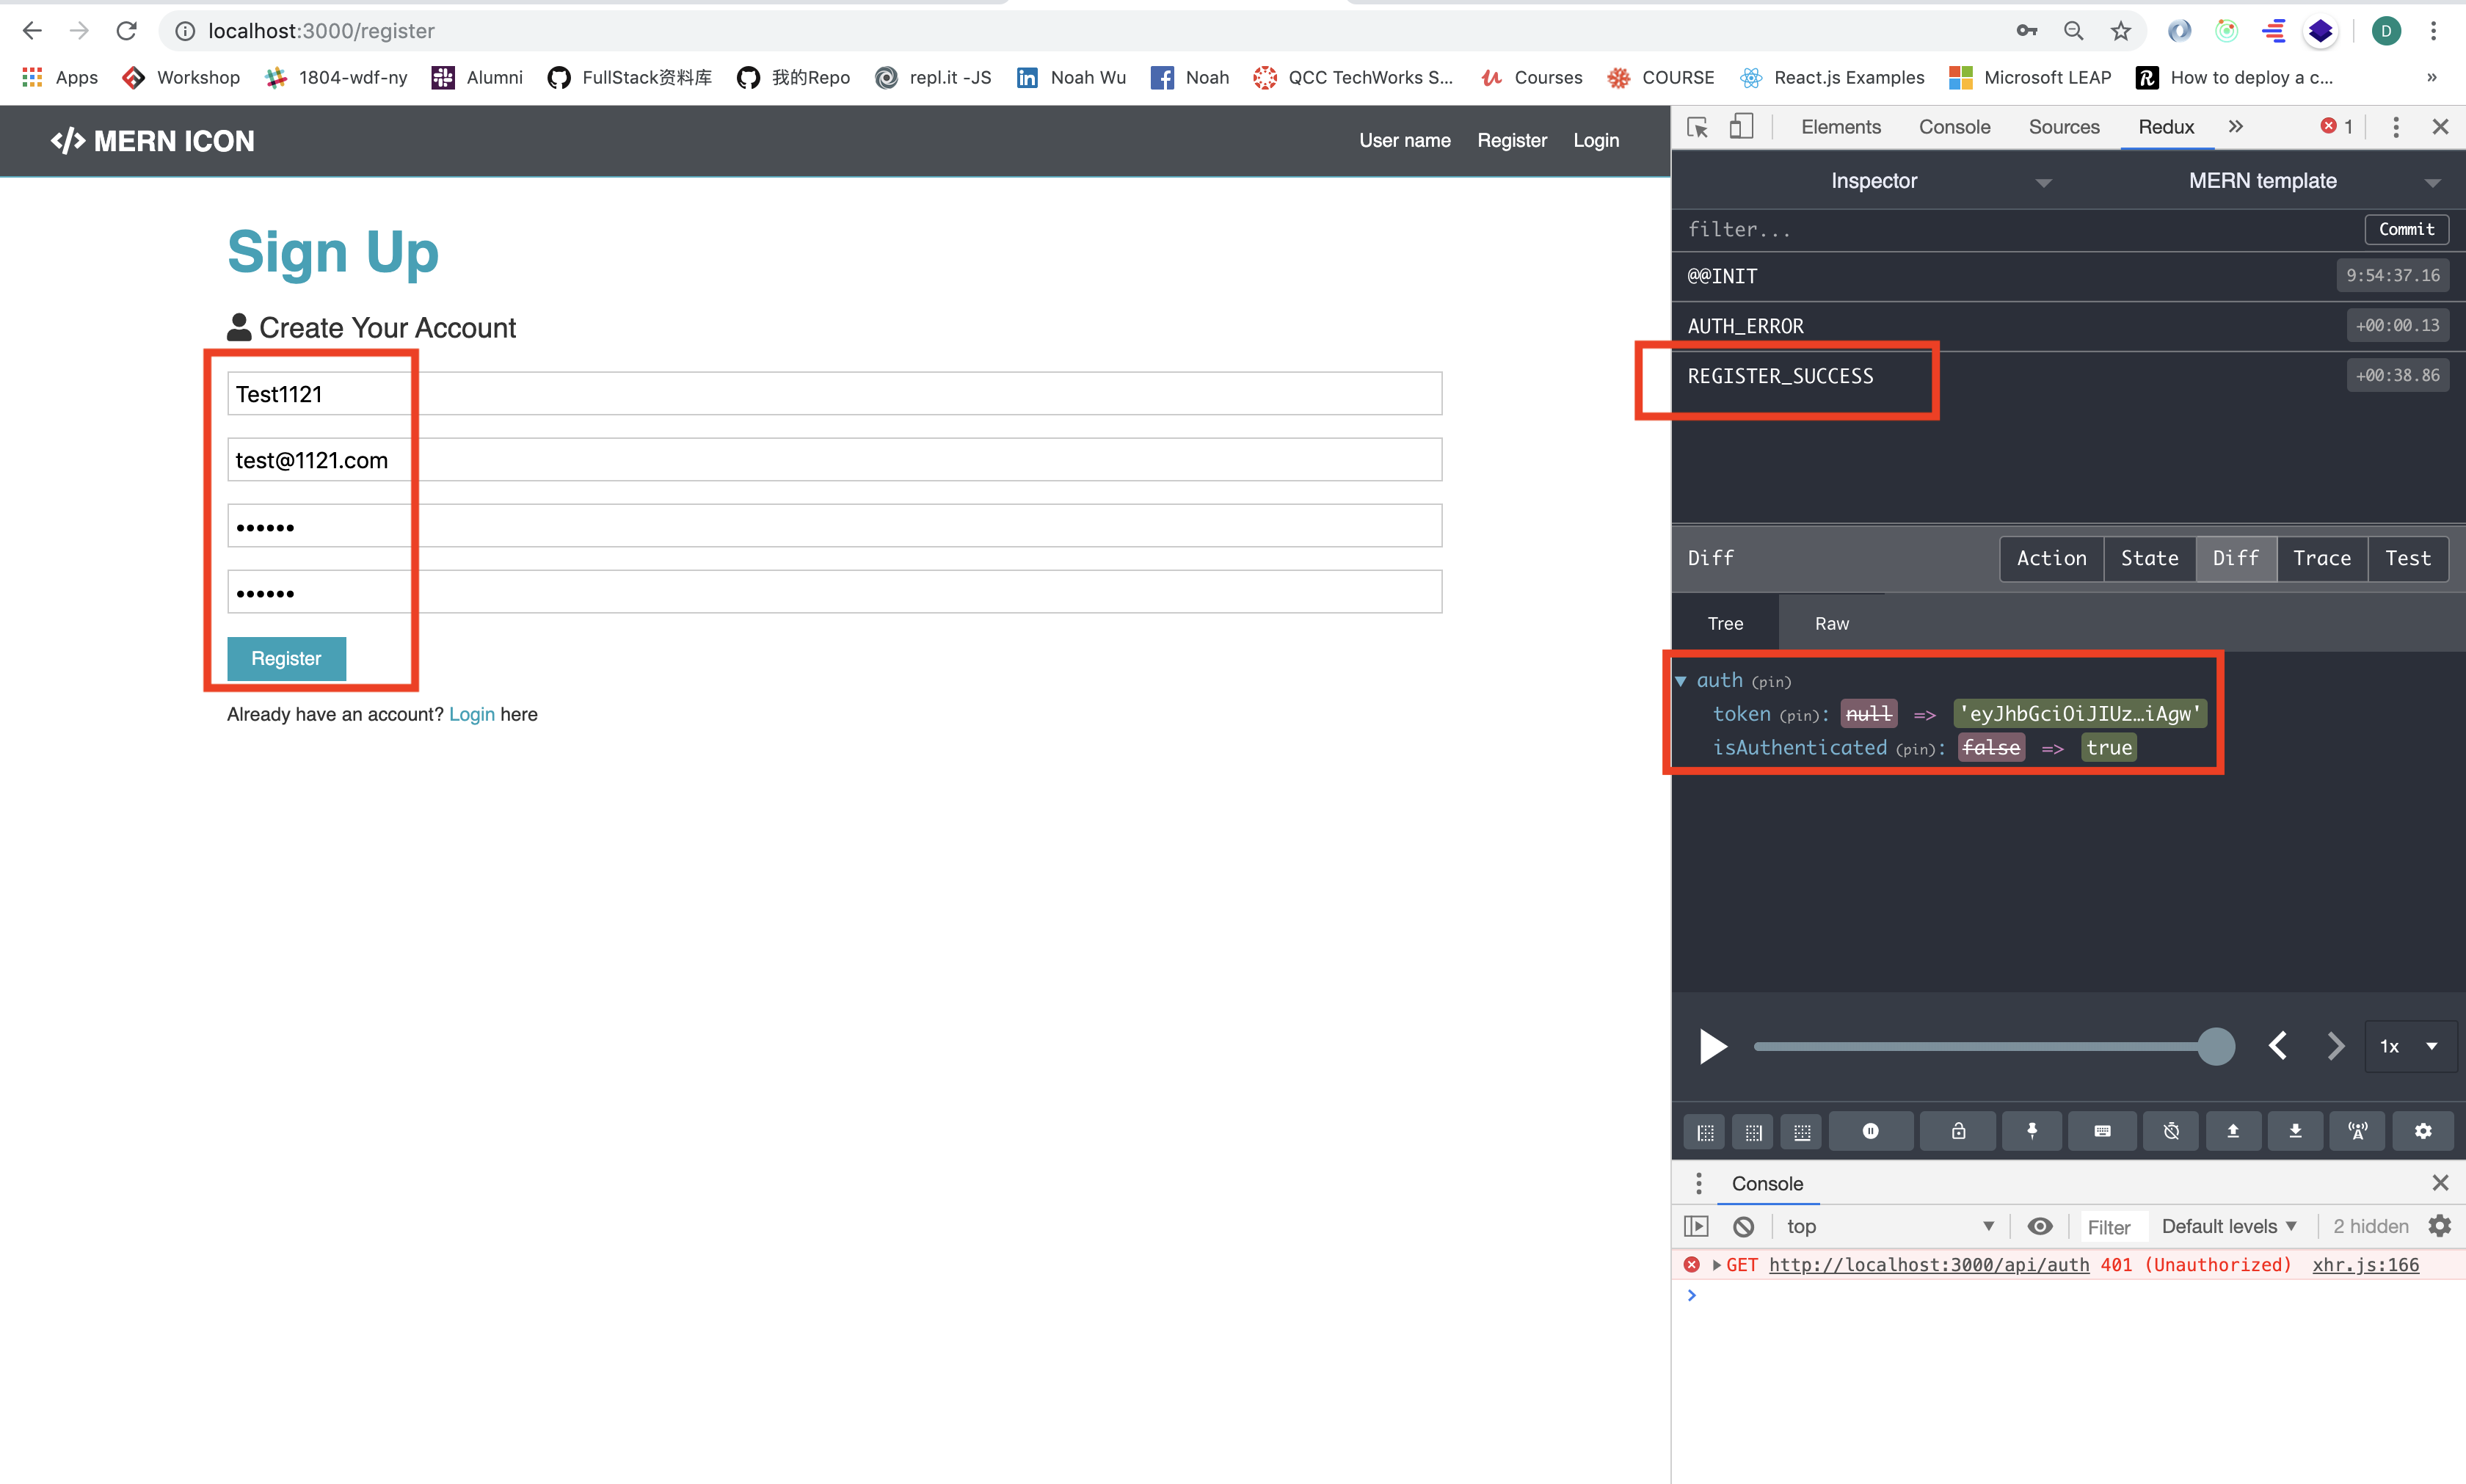 localhost:3000/register
D
Apps Workshop 1804-wdf-ny Alumni FullStack资料库 我的Repo repl.it -JS Noah Wu Noah QCC TechWorks S... Courses COURSE React.js Examples Microsoft LEAP How to deploy a c... »
</> MERN ICON
User name Register Login
Sign Up
Create Your Account
Test1121
test@1121.com
••••••
••••••
Register
Already have an account? Login here
Elements Console Sources Redux » 1
Inspector MERN template
filter... Commit
@@INIT 9:54:37.16
AUTH_ERROR +00:00.13
REGISTER_SUCCESS +00:38.86
Diff Action State Diff Trace Test
Tree Raw
auth (pin)
token (pin): null => 'eyJhbGciOiJIUz…iAgw'
isAuthenticated (pin): false => true
1x
Console
top Filter Default levels 2 hidden
GET http://localhost:3000/api/auth 401 (Unauthorized) xhr.js:166